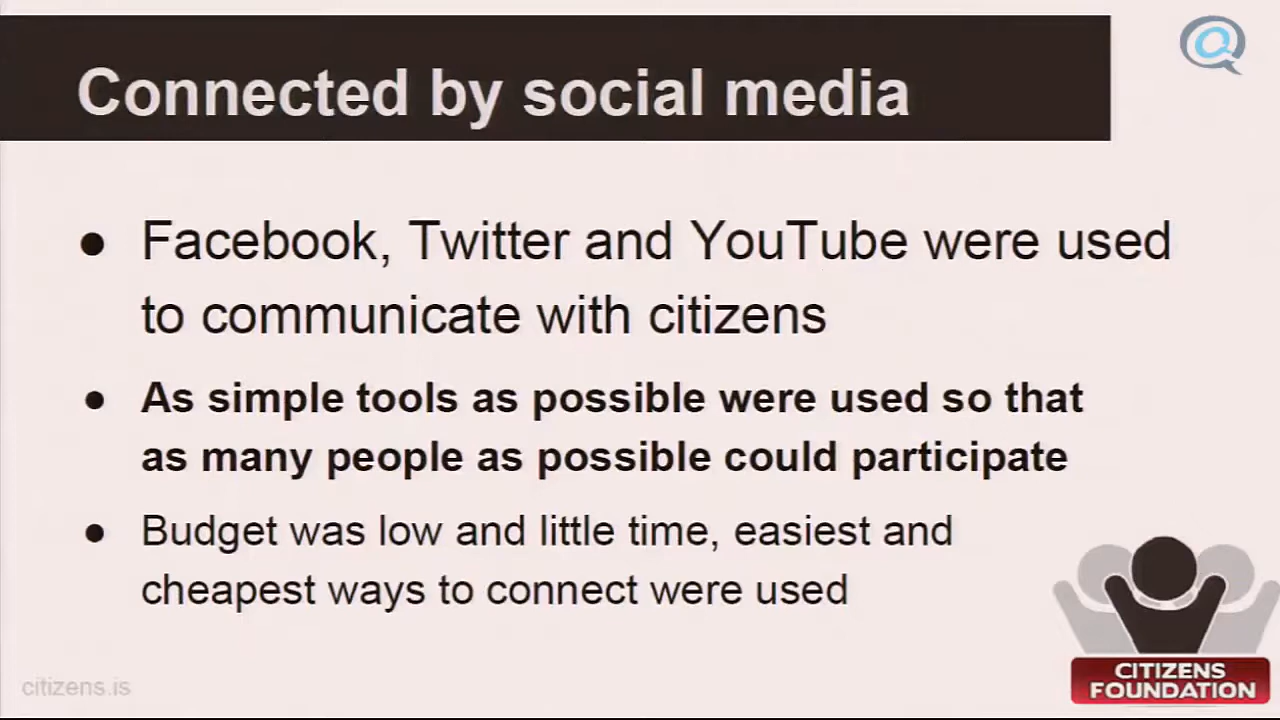 Connected by social media
● Facebook, Twitter and YouTube were used
to communicate with citizens
● As simple tools as possible were used so that
as many people as possible could participate
● Budget was low and little time, easiest and
cheapest ways to connect were used
citizens.is
CITIZENS
FOUNDATION